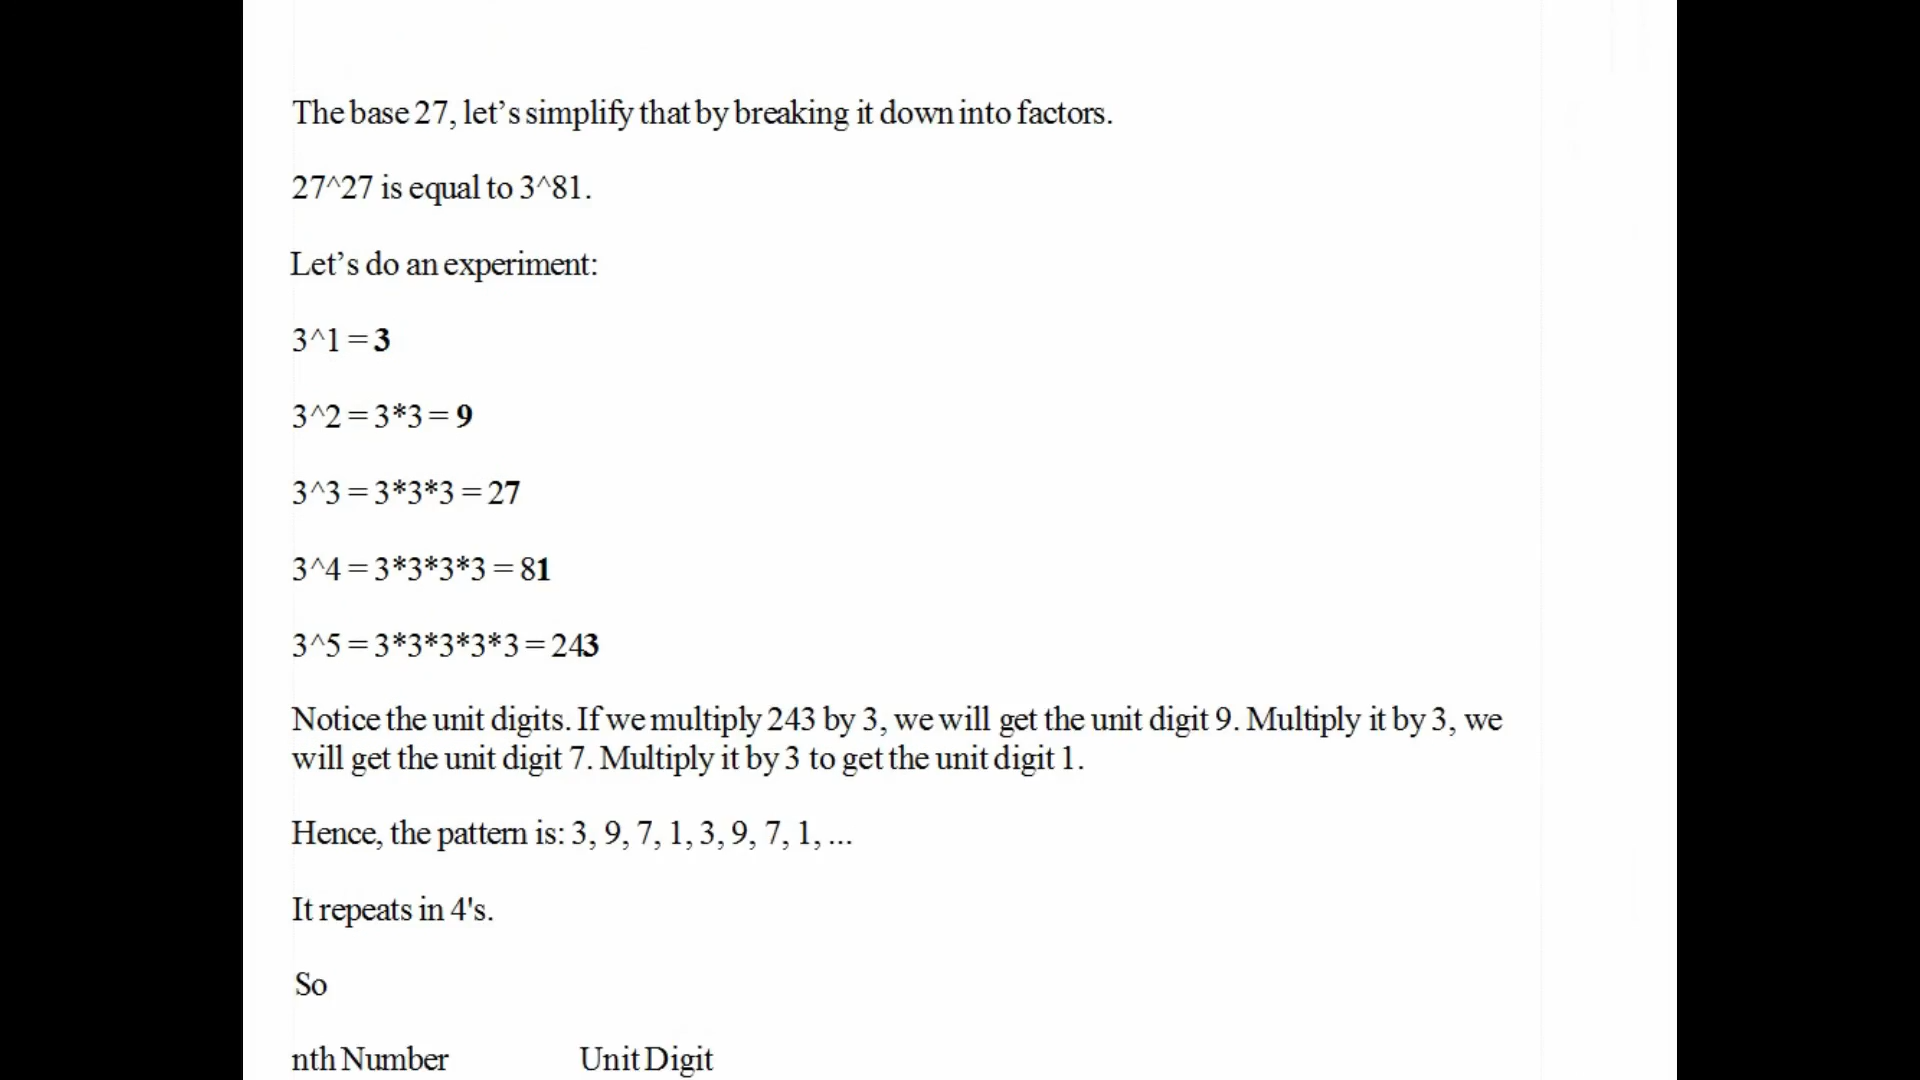 The base 27, let’s simplify that by breaking it down into factors.
27^27 is equal to 3^81.
Let’s do an experiment:
3^1 = 3
3^2 = 3*3 = 9
3^3 = 3*3*3 = 27
3^4 = 3*3*3*3 = 81
3^5 = 3*3*3*3*3 = 243
Notice the unit digits. If we multiply 243 by 3, we will get the unit digit 9. Multiply it by 3, we
will get the unit digit 7. Multiply it by 3 to get the unit digit 1.
Hence, the pattern is: 3, 9, 7, 1, 3, 9, 7, 1, ...
It repeats in 4's.
So
nth Number Unit Digit